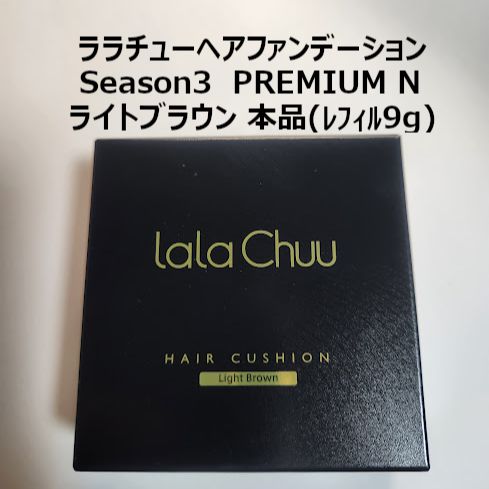 ララチューヘアファンデーション
Season3 PREMIUM N
ライトブラウン 本品(ﾚﾌｨﾙ9g)
lala Chuu
HAIR CUSHION
Light Brown